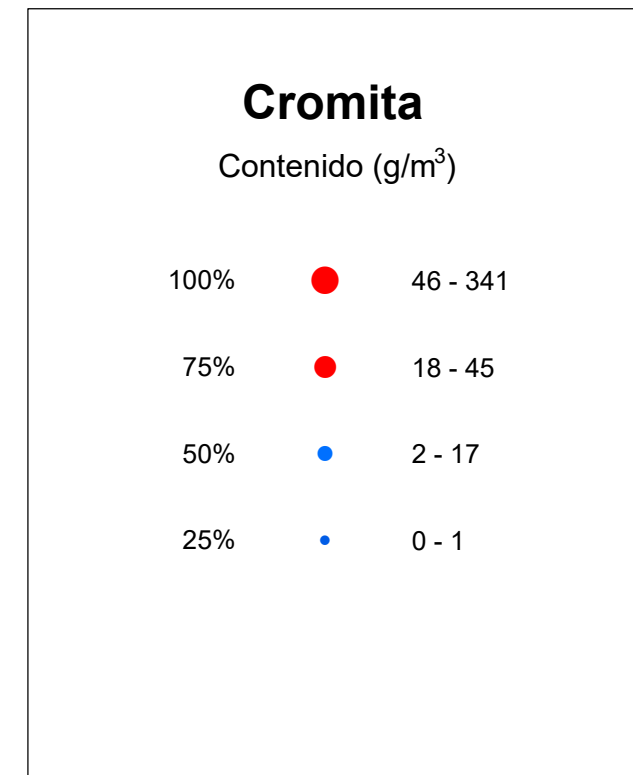 Cromita
Contenido (g/m³)
100% 46 - 341
75% 18 - 45
50% 2 - 17
25% 0 - 1